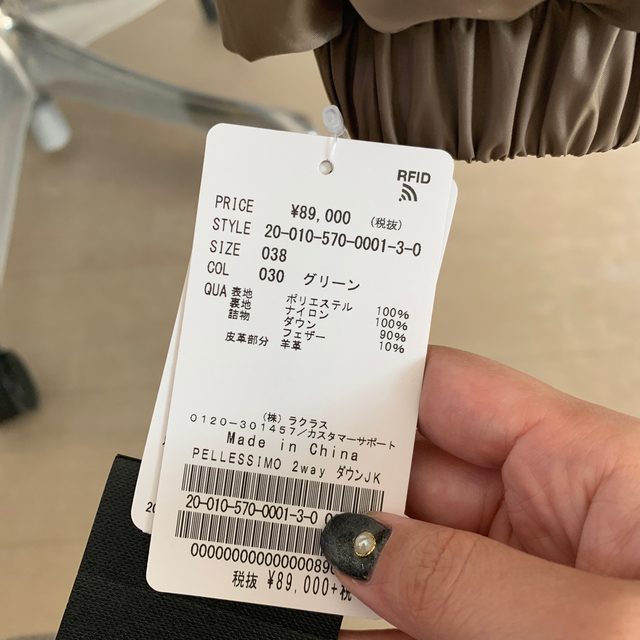 RFID
PRICE ¥89,000 (税抜)
STYLE 20-010-570-0001-3-0
SIZE 038
COL 030 グリーン
QUA 表地 ポリエステル 100%
裏地 ナイロン 100%
詰物 ダウン 90%
フェザー 10%
皮革部分 羊革
(株) ラクラス
0120-301457/カスタマーサポート
Made in China
PELLESSIMO 2way ダウンJK
20-010-570-0001-3-0
税抜 ¥89,000+税